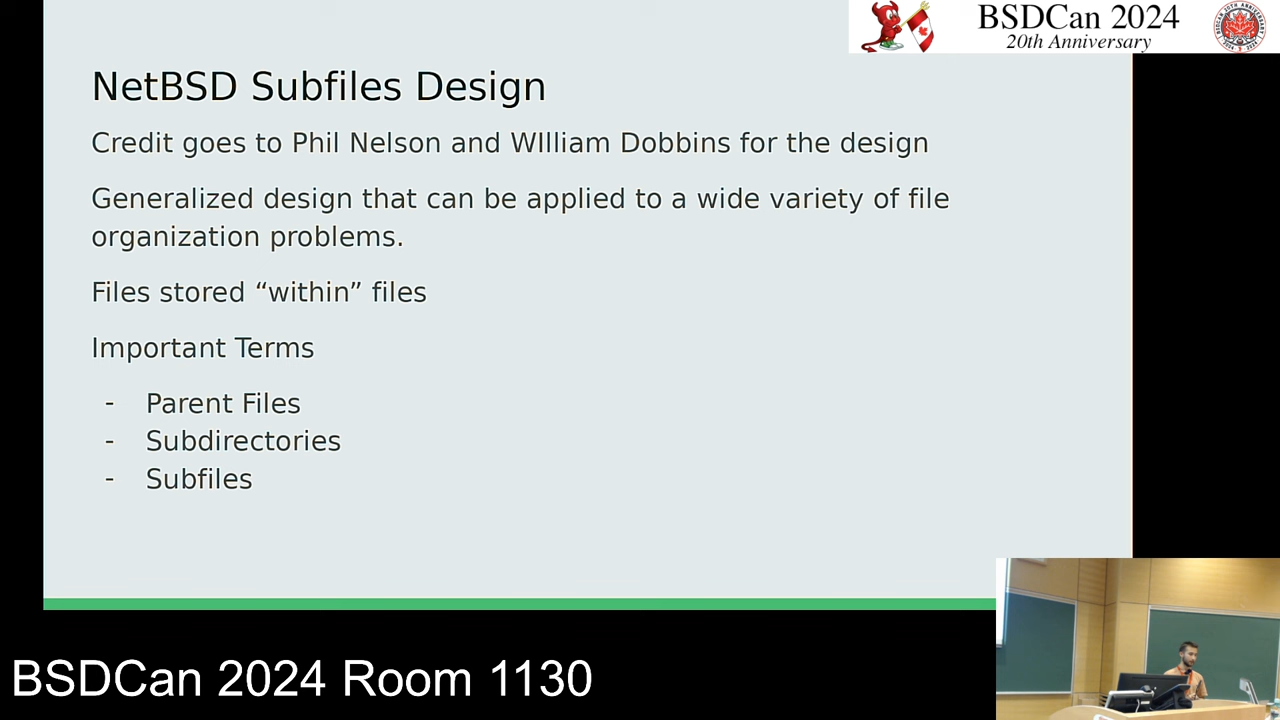 BSDCan 2024
20th Anniversary
NetBSD Subfiles Design
Credit goes to Phil Nelson and WIlliam Dobbins for the design
Generalized design that can be applied to a wide variety of file
organization problems.
Files stored “within” files
Important Terms
- Parent Files
- Subdirectories
- Subfiles
BSDCan 2024 Room 1130